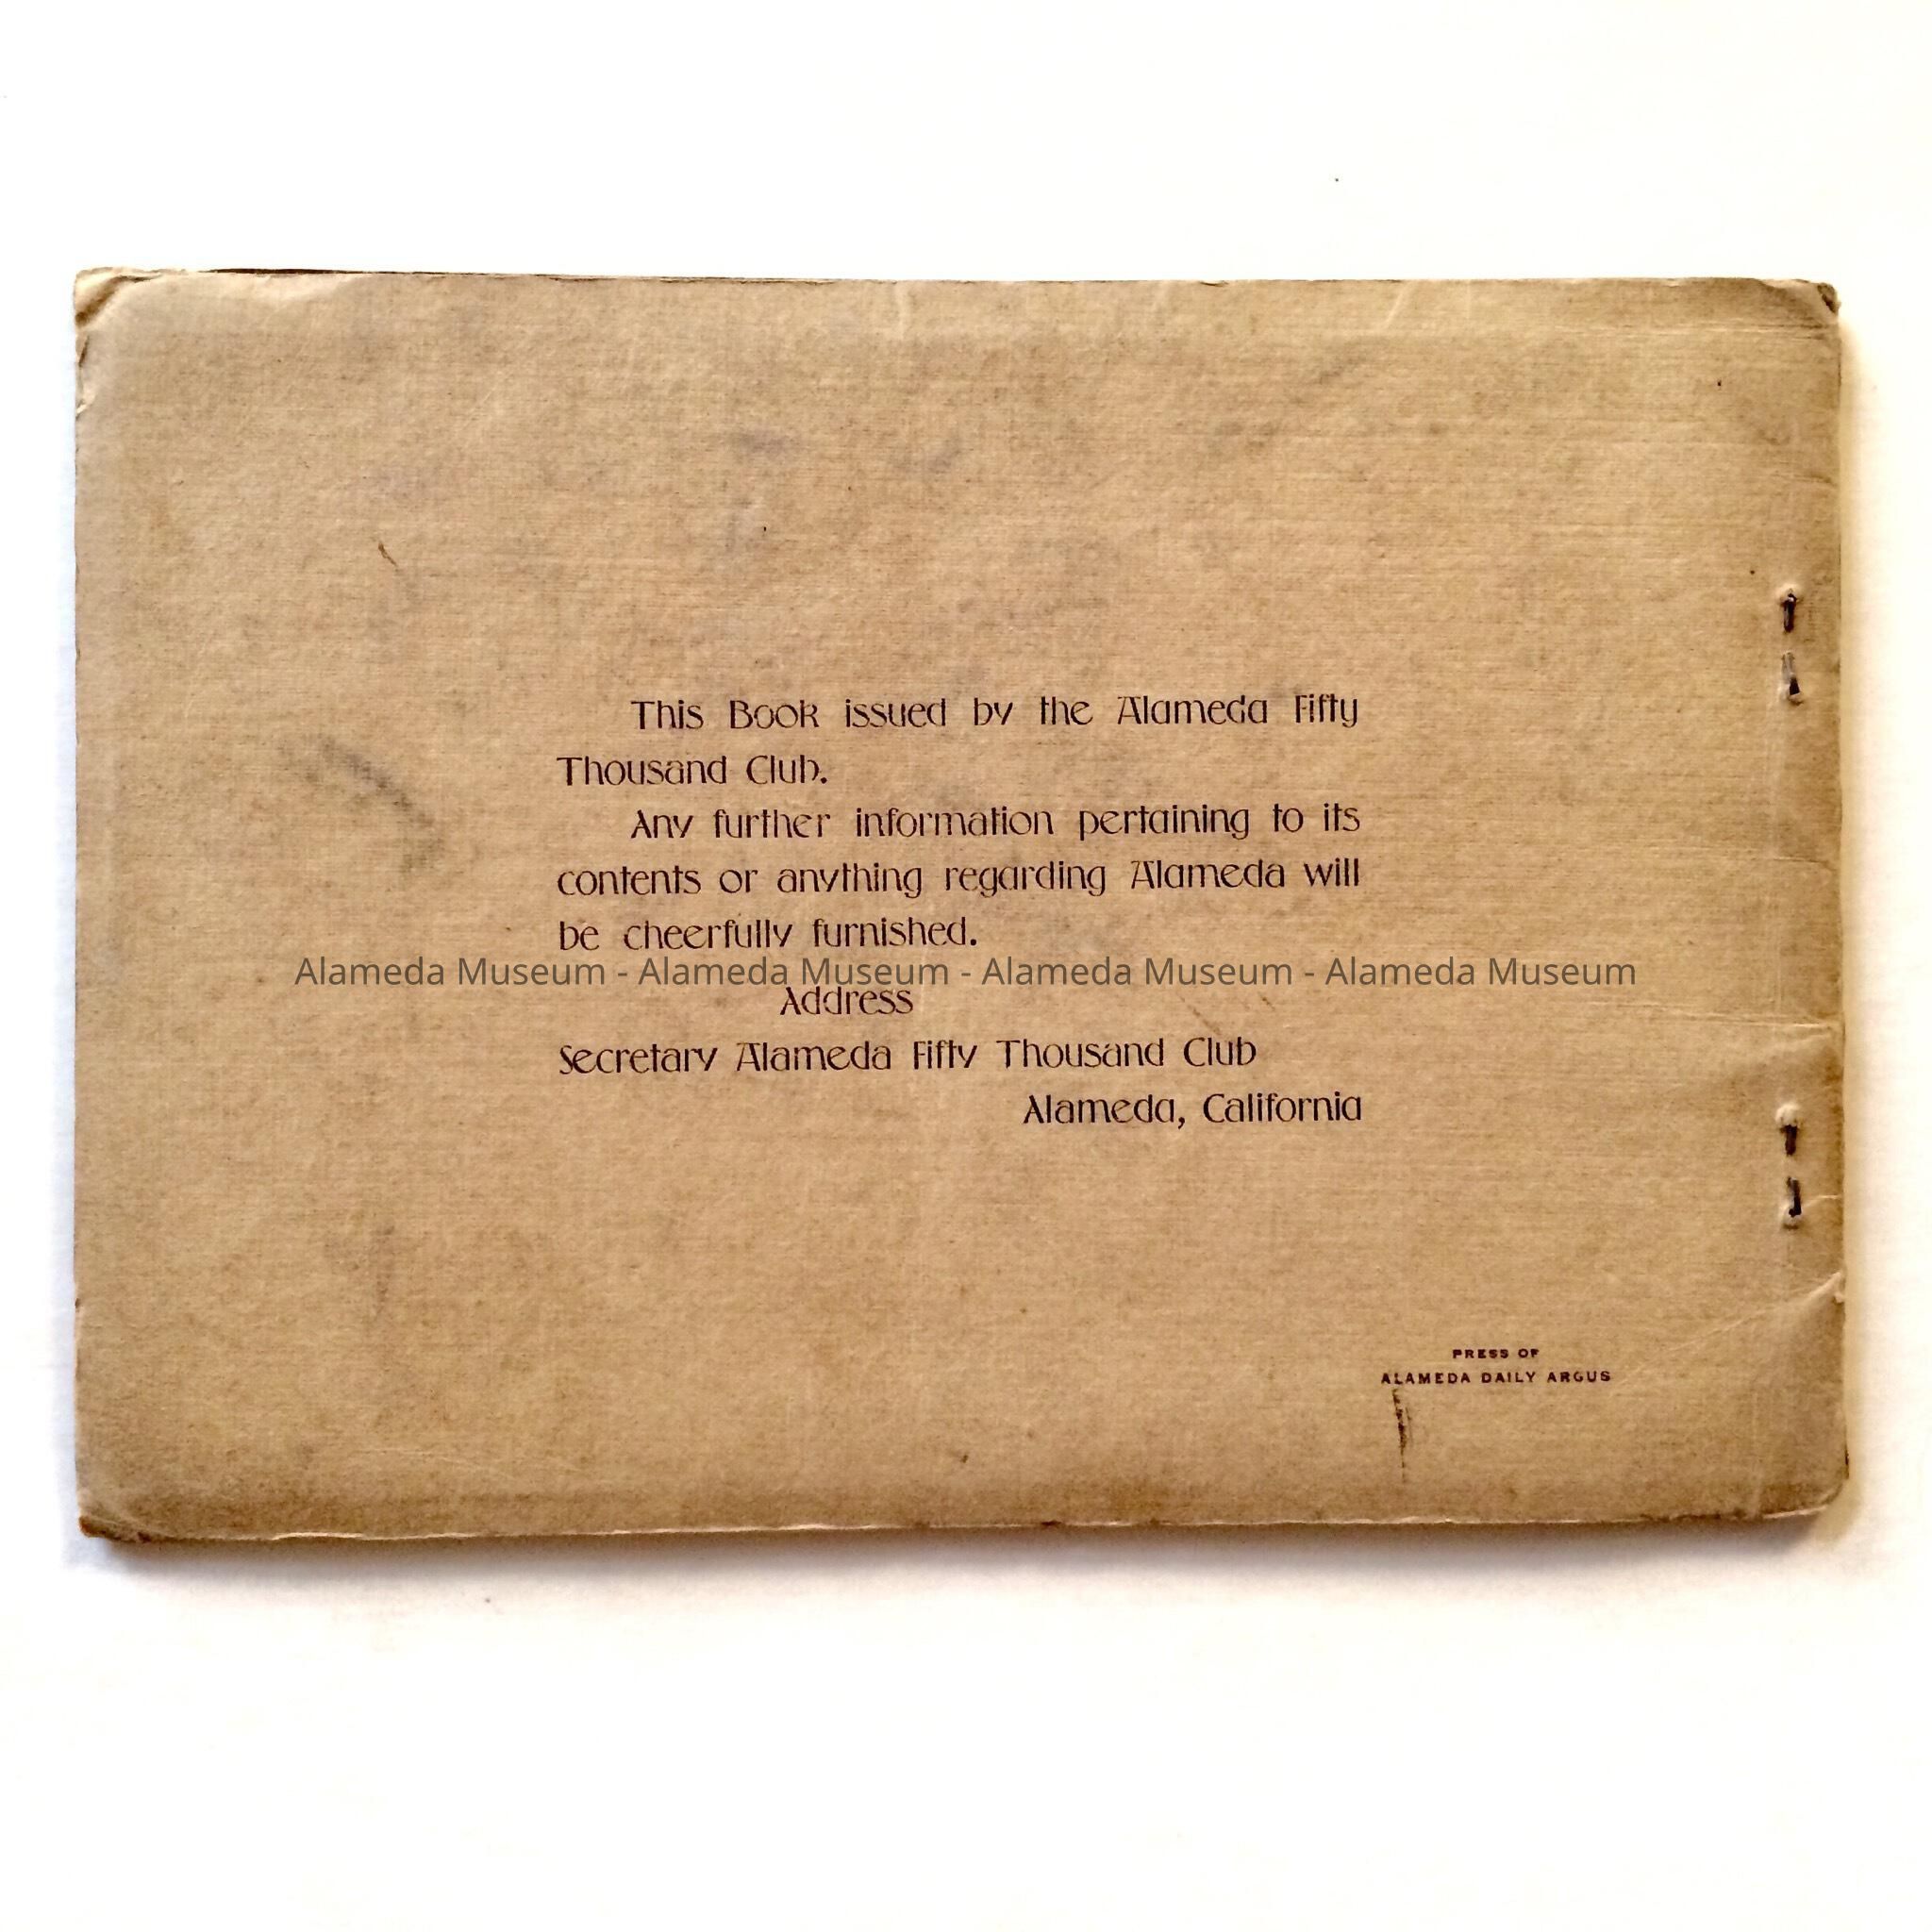 This Book issued by the Alameda Fifty
Thousand Club.
Any further information pertaining to its
contents or anything regarding Alameda will
be cheerfully furnished.
Alameda Museum - Alameda Museum - Alameda Museum - Alameda Museum
Address
Secretary Alameda Fifty Thousand Club
Alameda, California
PRESS OF
ALAMEDA DAILY ARGUS